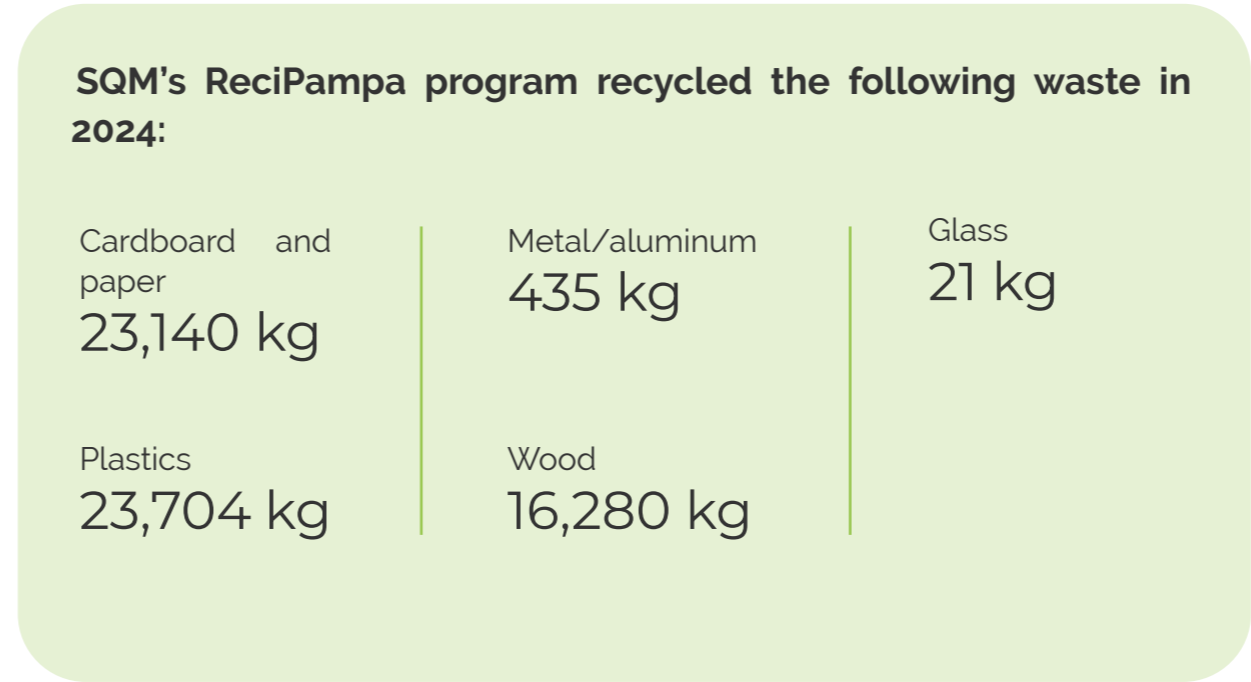 SQM’s ReciPampa program recycled the following waste in
2024:
Cardboard and
paper
23,140 kg
Plastics
23,704 kg
Metal/aluminum
435 kg
Wood
16,280 kg
Glass
21 kg